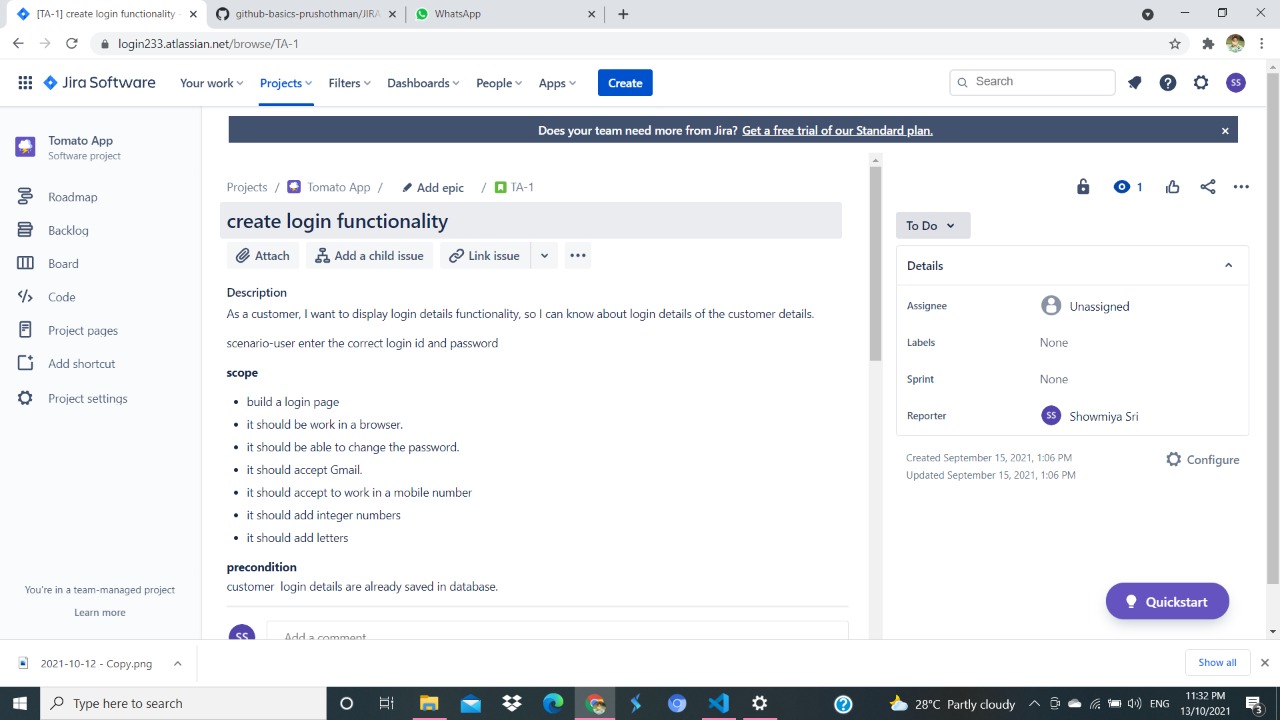 [TA-1] create login functionality -
github-basics-prushothman/JIRA
WhatsApp
login233.atlassian.net/browse/TA-1
Jira Software
Your work
Projects
Filters
Dashboards
People
Apps
Create
Search
SS
Does your team need more from Jira? Get a free trial of our Standard plan.
Tomato App
Software project
Roadmap
Backlog
Board
Code
Project pages
Add shortcut
Project settings
You're in a team-managed project
Learn more
Projects / Tomato App / Add epic / TA-1
create login functionality
Attach
Add a child issue
Link issue
Description
As a customer, I want to display login details functionality, so I can know about login details of the customer details.
scenario-user enter the correct login id and password
scope
• build a login page
• it should be work in a browser.
• it should be able to change the password.
• it should accept Gmail.
• it should accept to work in a mobile number
• it should add integer numbers
• it should add letters
precondition
customer login details are already saved in database.
SS
Add a comment
1
To Do
Details
Assignee
Unassigned
Labels
None
Sprint
None
Reporter
SS Showmiya Sri
Created September 15, 2021, 1:06 PM
Updated September 15, 2021, 1:06 PM
Configure
Quickstart
2021-10-12 - Copy.png
Show all
Type here to search
28°C Partly cloudy
ENG
11:32 PM
13/10/2021
3